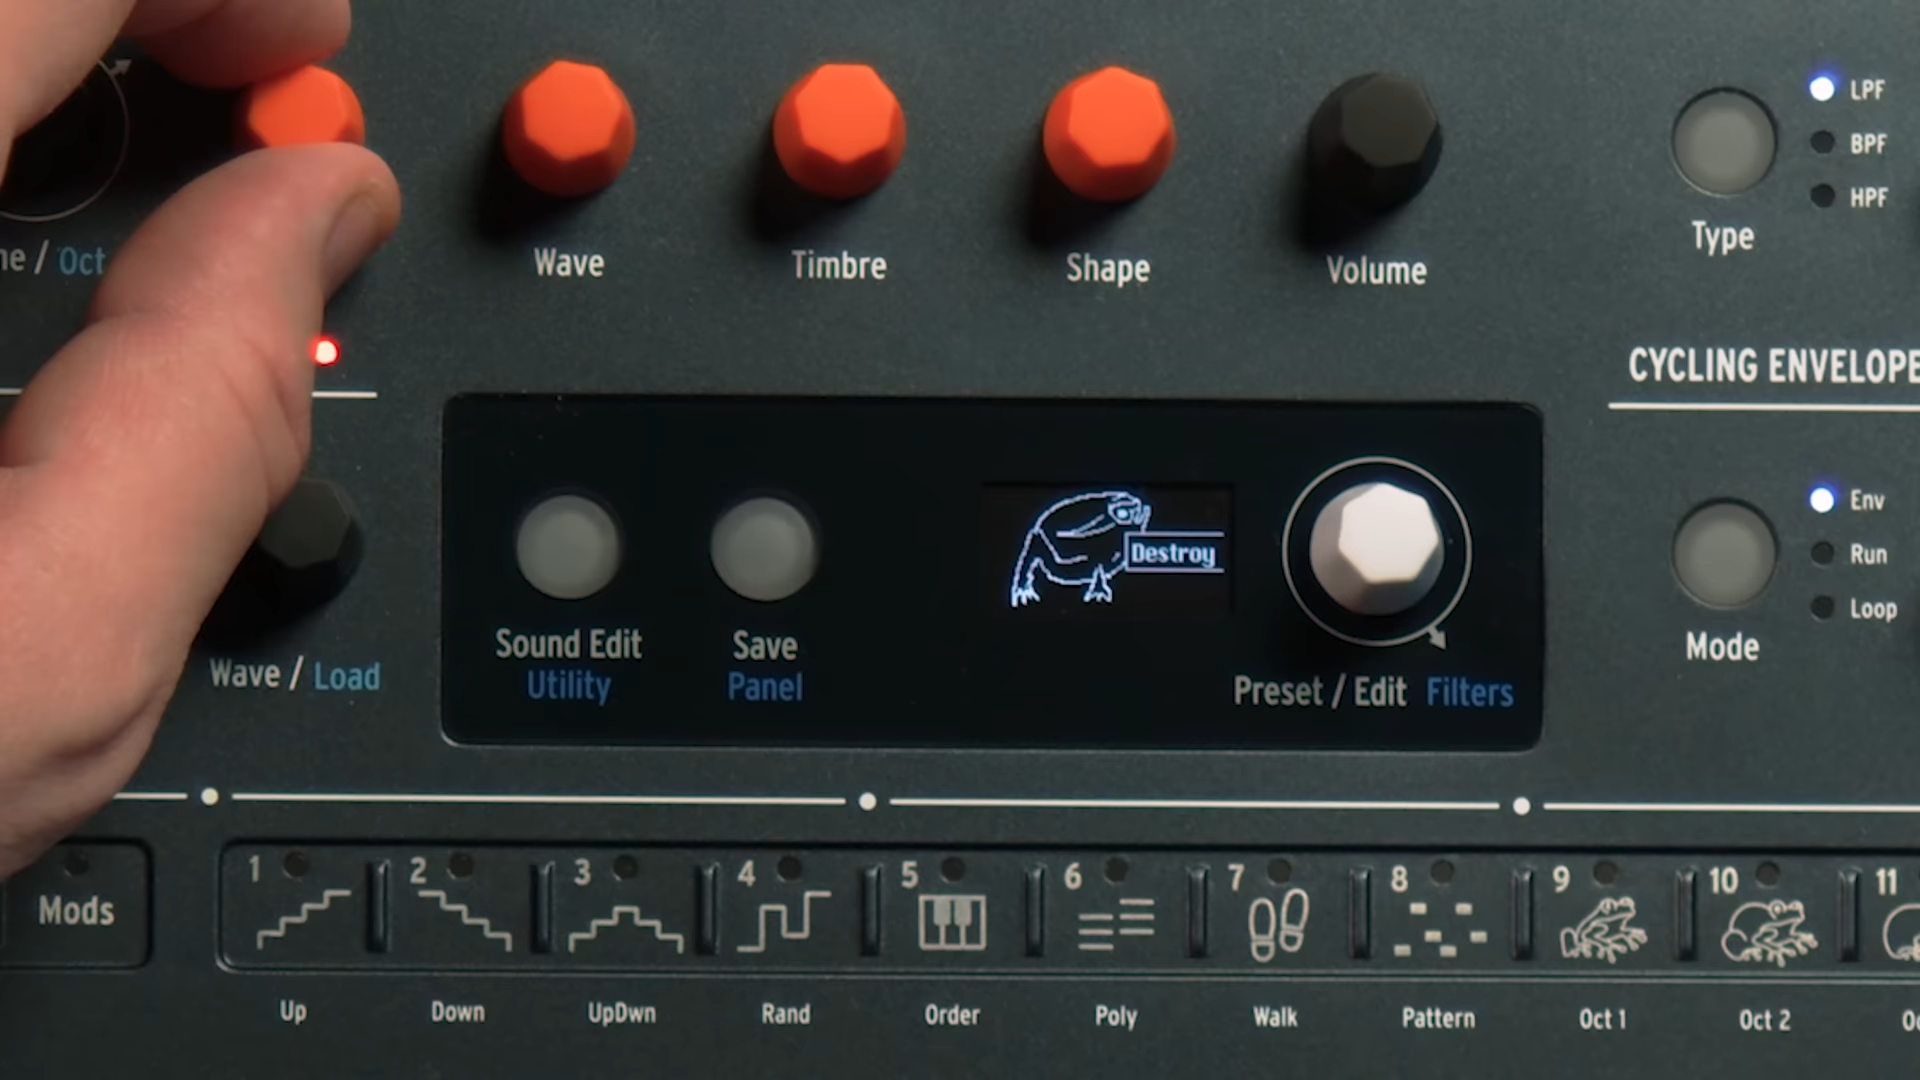 LPF
BPF
HPF
Type
ne / Oct
Wave
Timbre
Shape
Volume
CYCLING ENVELOPE
Env
Run
Loop
Mode
Destroy
Wave / Load
Sound Edit
Utility
Save
Panel
Preset / Edit Filters
Mods
1 2 3 4 5 6 7 8 9 10 11
Up Down UpDwn Rand Order Poly Walk Pattern Oct 1 Oct 2